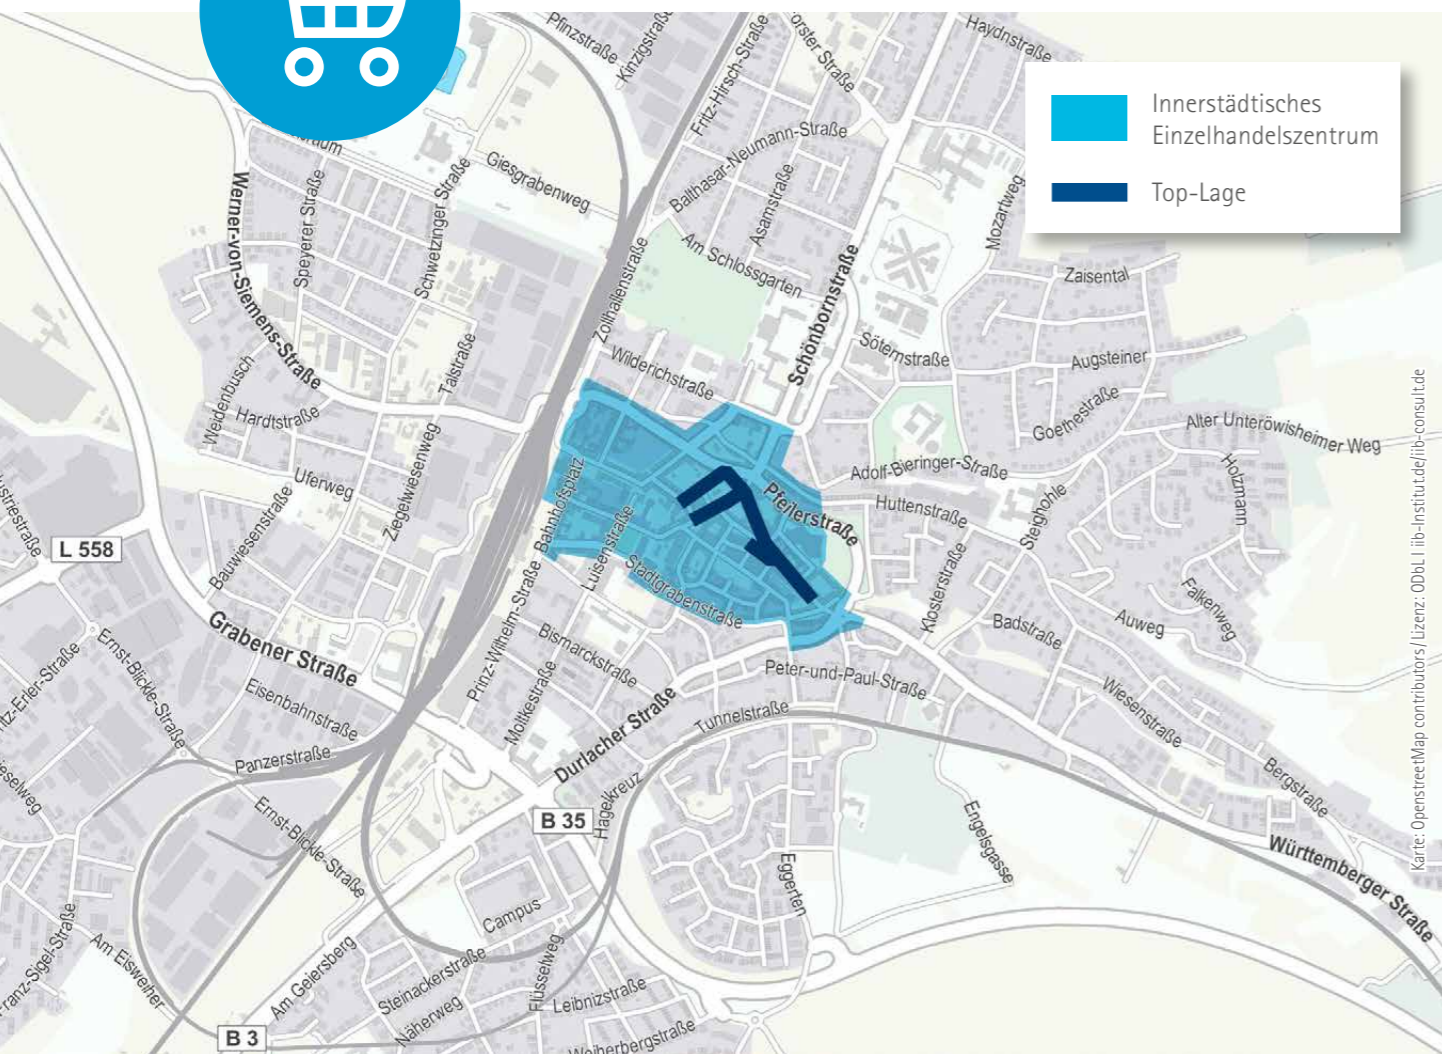 Pfinzstraße
Kinzigstraße
Fritz-Hirsch-Straße
Haydnstraße
Innerstädtisches
Einzelhandelszentrum
Top-Lage
Balthasar-Neumann-Straße
Giesgrabenweg
Werner-von-Siemens-Straße
Speyerer Straße
Schwetzinger Straße
Asamstraße
Mozartweg
Am Schlossgarten
Zollhallenstraße
Schönbornstraße
Zaisental
Wilderichstraße
Söternstraße
Augsteiner
Talstraße
Weidenbusch
Hardtstraße
Goethestraße
Alter Unteröwisheimer Weg
Adolf-Bieringer-Straße
Holzmann
Uferweg
Ziegelwiesenweg
Bahnhofsplatz
Pfeilerstraße
Huttenstraße
Steighohle
Bauwiesenstraße
Luisenstraße
L 558
Stadtgrabenstraße
Klosterstraße
Falkenweg
Auweg
Badstraße
Grabener Straße
Prinz-Wilhelm-Straße
Bismarckstraße
Ernst-Blickle-Straße
Eisenbahnstraße
Moltkestraße
Peter-und-Paul-Straße
Wiesenstraße
Durlacher Straße
Tunnelstraße
Panzerstraße
Hagelkreuz
Bergstraße
Ernst-Blickle-Straße
B 35
Engelsgasse
Eggerten
Württemberger Straße
Campus
Am Eisweiher
Am Geiersberg
Steinackerstraße
Flüsselweg
Näherweg
Leibnizstraße
B 3
Weiherbergstraße
Karte: OpenstreetMap contributors / Lizenz: ODbL I iib-Institut.de/iib-consult.de